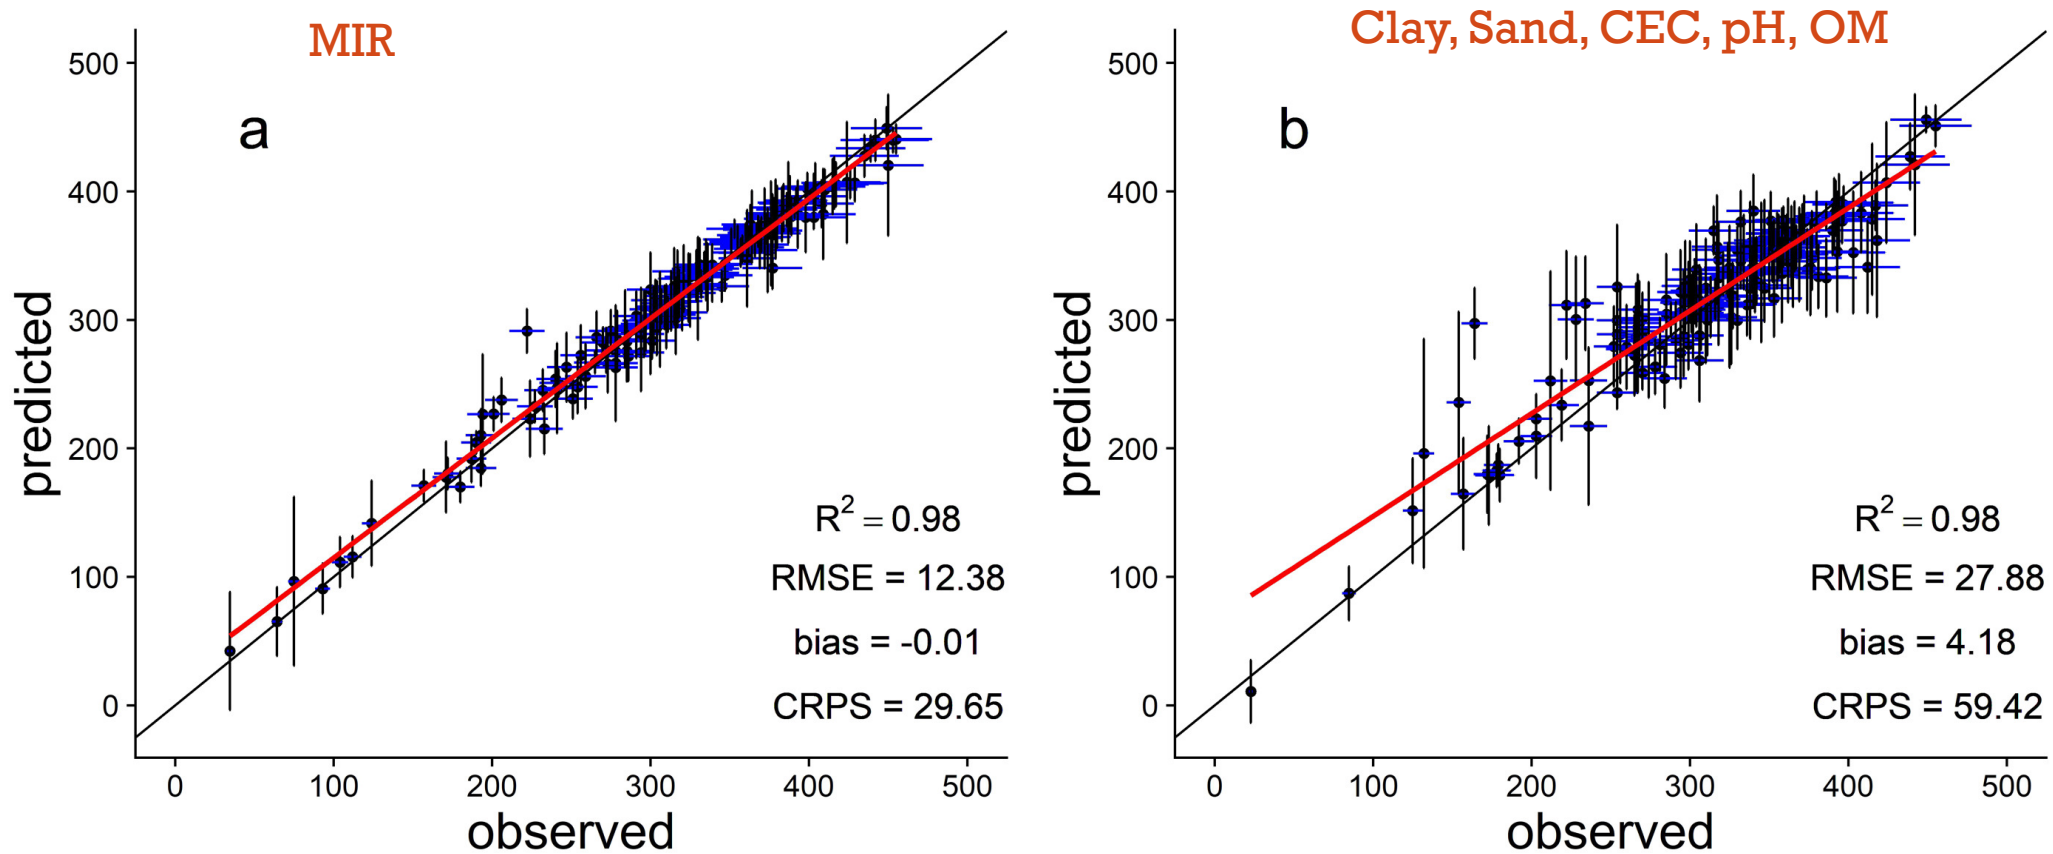 MIR
a
500
400
300
200
100
0
predicted
R² = 0.98
RMSE = 12.38
bias = -0.01
CRPS = 29.65
0 100 200 300 400 500
observed
Clay, Sand, CEC, pH, OM
b
500
400
300
200
100
0
predicted
R² = 0.98
RMSE = 27.88
bias = 4.18
CRPS = 59.42
0 100 200 300 400 500
observed